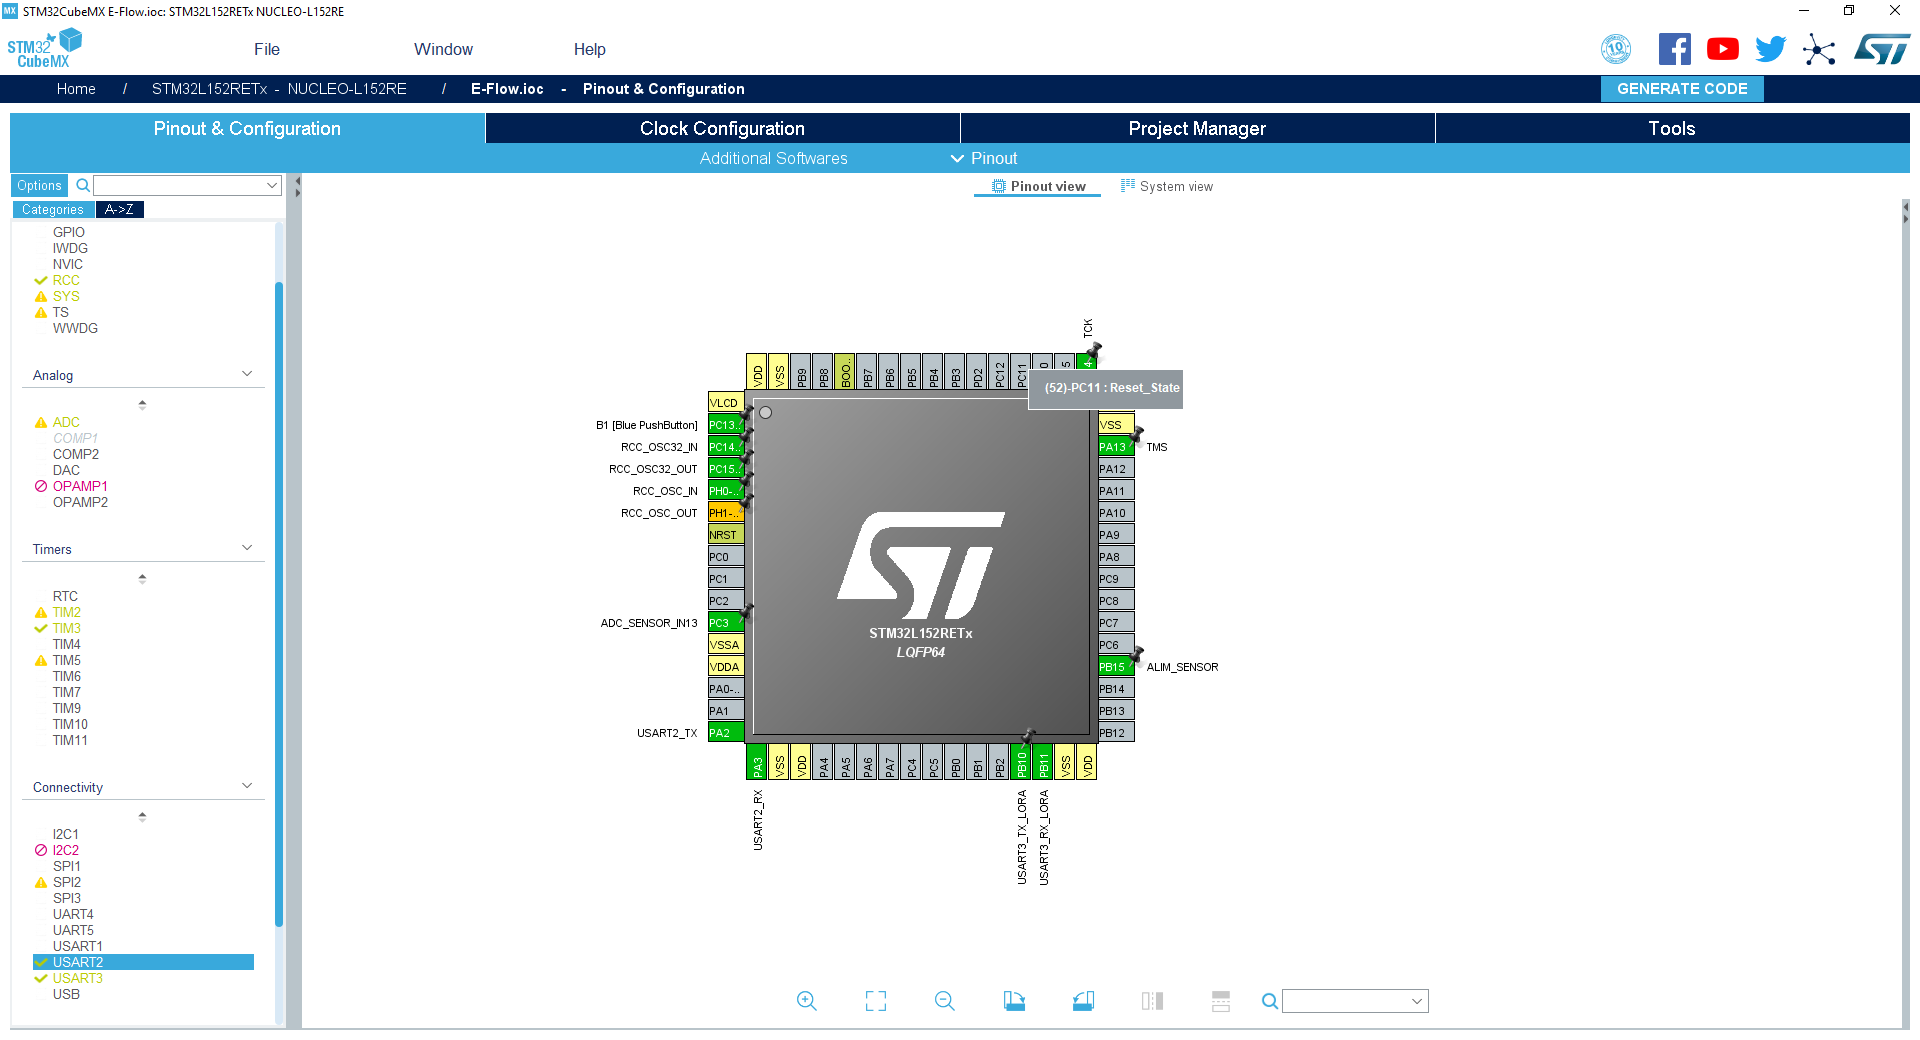 MX STM32CubeMX E-Flow.ioc: STM32L152RETx NUCLEO-L152RE
STM32 CubeMX
File Window Help
10
ST
Home / STM32L152RETx - NUCLEO-L152RE / E-Flow.ioc - Pinout & Configuration GENERATE CODE
Pinout & Configuration Clock Configuration Project Manager Tools
Additional Softwares Pinout
Options
Categories A->Z
Pinout view System view
GPIO
IWDG
NVIC
RCC
SYS
TS
WWDG
Analog
ADC
COMP1
COMP2
DAC
OPAMP1
OPAMP2
Timers
RTC
TIM2
TIM3
TIM4
TIM5
TIM6
TIM7
TIM9
TIM10
TIM11
Connectivity
I2C1
I2C2
SPI1
SPI2
SPI3
UART4
UART5
USART1
USART2
USART3
USB
TCK
VDD VSS PB9 PB8 BOO.. PB7 PB6 PB5 PB4 PB3 PD2 PC12 PC11 0 5 4
(52)-PC11 : Reset_State
VLCD
B1 [Blue PushButton] PC13.. VSS
RCC_OSC32_IN PC14.. PA13 TMS
RCC_OSC32_OUT PC15.. PA12
RCC_OSC_IN PH0-.. PA11
RCC_OSC_OUT PH1-.. PA10
NRST PA9
PC0 PA8
PC1 PC9
PC2 PC8
ADC_SENSOR_IN13 PC3 PC7
VSSA PC6
VDDA PB15 ALIM_SENSOR
PA0-.. PB14
PA1 PB13
USART2_TX PA2 PB12
ST
STM32L152RETx
LQFP64
PA3 VSS VDD PA4 PA5 PA6 PA7 PC4 PC5 PB0 PB1 PB2 PB10 PB11 VSS VDD
USART2_RX USART3_TX_LORA USART3_RX_LORA